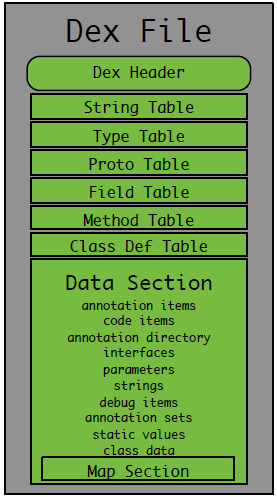 Dex File
Dex Header
String Table
Type Table
Proto Table
Field Table
Method Table
Class Def Table
Data Section
annotation items
code items
annotation directory
interfaces
parameters
strings
debug items
annotation sets
static values
class data
Map Section